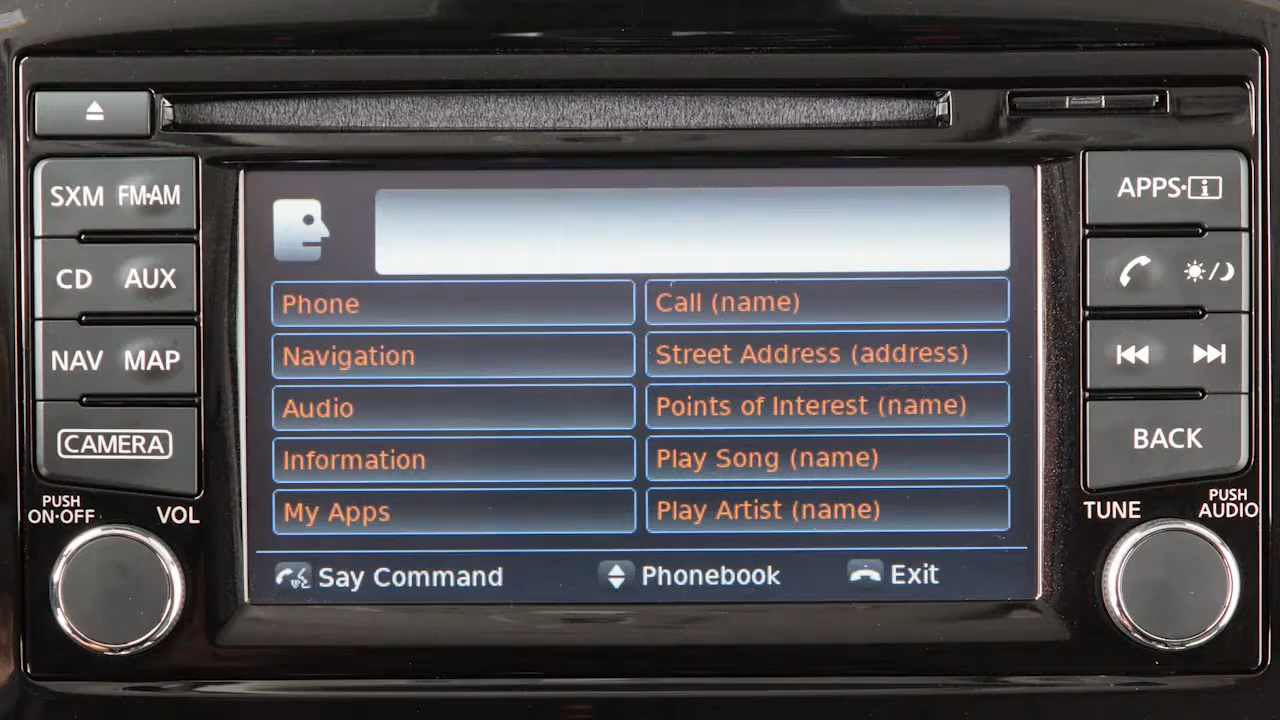 SXM FM·AM
CD AUX
NAV MAP
CAMERA
PUSH
ON·OFF
VOL
Phone
Call (name)
Navigation
Street Address (address)
Audio
Points of Interest (name)
Information
Play Song (name)
My Apps
Play Artist (name)
Say Command
Phonebook
Exit
APPS·i
BACK
TUNE
PUSH
AUDIO